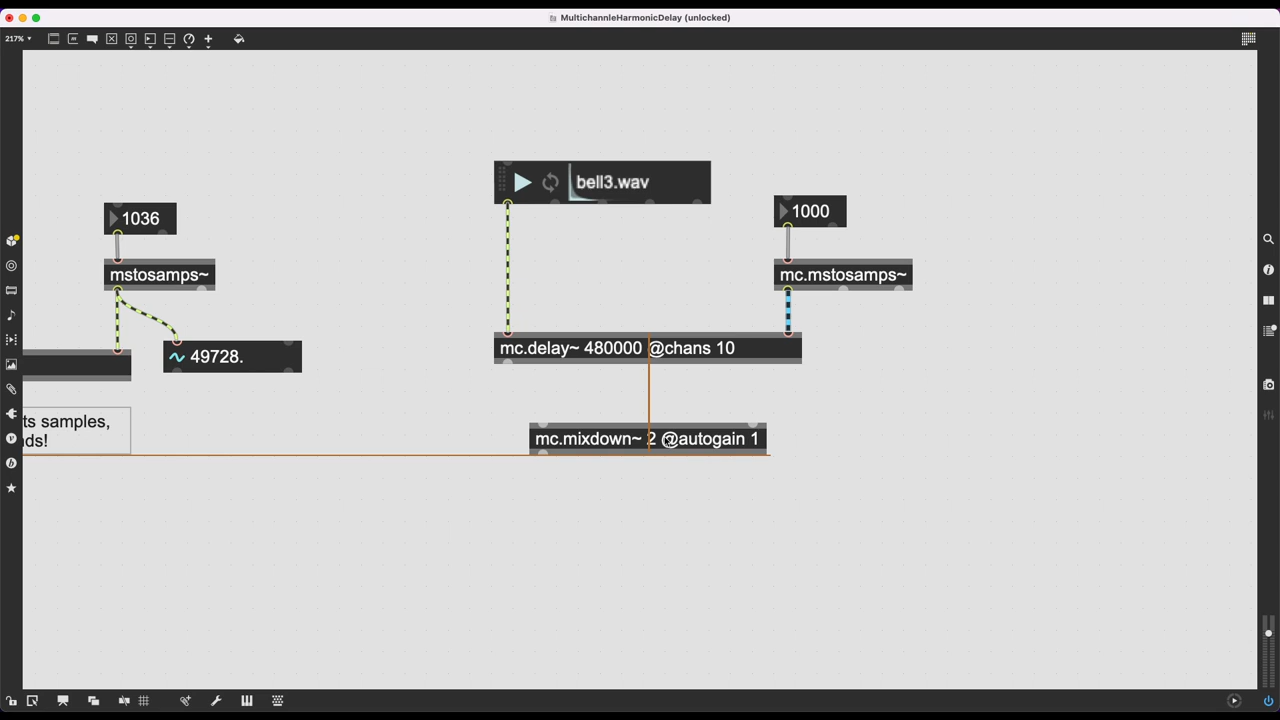 MultichannleHarmonicDelay (unlocked)
217%
bell3.wav
1036
1000
mstosamps~
mc.mstosamps~
49728.
mc.delay~ 480000 @chans 10
ts samples,
nds!
mc.mixdown~ 2 @autogain 1